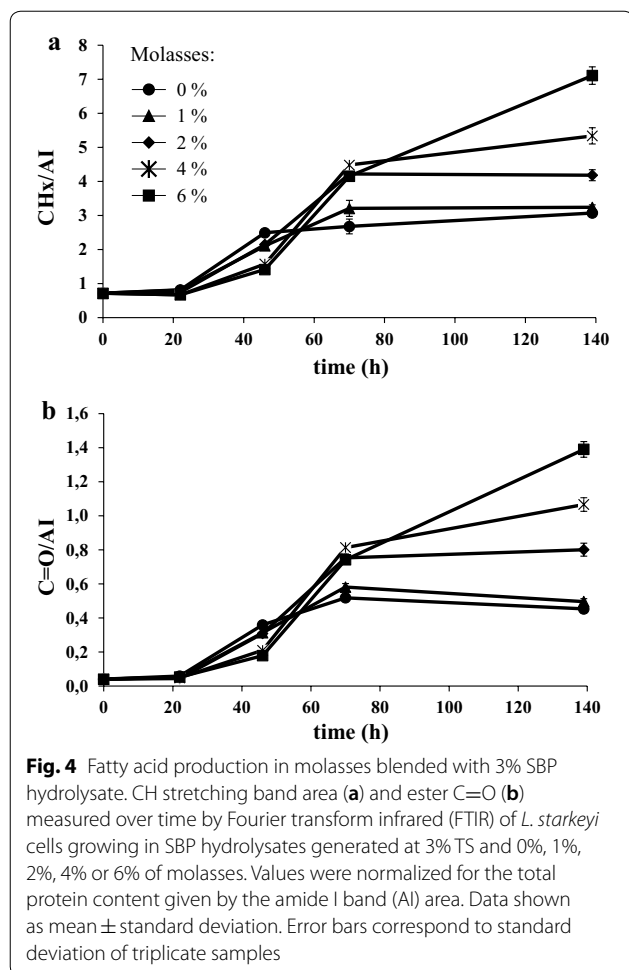 a
8
7
6
5
4
3
2
1
0
CHx/AI
Molasses:
0 %
1 %
2 %
4 %
6 %
0 20 40 60 80 100 120 140
time (h)
b
1,6
1,4
1,2
1,0
0,8
0,6
0,4
0,2
0,0
C=O/AI
0 20 40 60 80 100 120 140
time (h)
Fig. 4 Fatty acid production in molasses blended with 3% SBP
hydrolysate. CH stretching band area (a) and ester C=O (b)
measured over time by Fourier transform infrared (FTIR) of L. starkeyi
cells growing in SBP hydrolysates generated at 3% TS and 0%, 1%,
2%, 4% or 6% of molasses. Values were normalized for the total
protein content given by the amide I band (AI) area. Data shown
as mean ± standard deviation. Error bars correspond to standard
deviation of triplicate samples